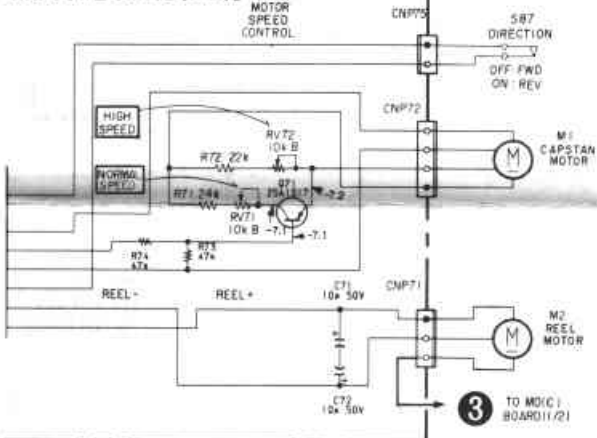 MOTOR
SPEED
CONTROL
CNP75
S87
DIRECTION
OFF:FWD
ON:REV
CNP72
HIGH
SPEED
RV72
10k B
R72 22k
M1
CAPSTAN
MOTOR
M
NORMAL
SPEED
Q71
-7.2
R71 24k
RV71
10k B
-7.1
-7.1
R74
47k
R73
47k
REEL-
REEL+
C71
10µ 50V
CNP71
M2
REEL
MOTOR
M
C72
10µ 50V
3
TO MD(C)
BOARD(1/2)